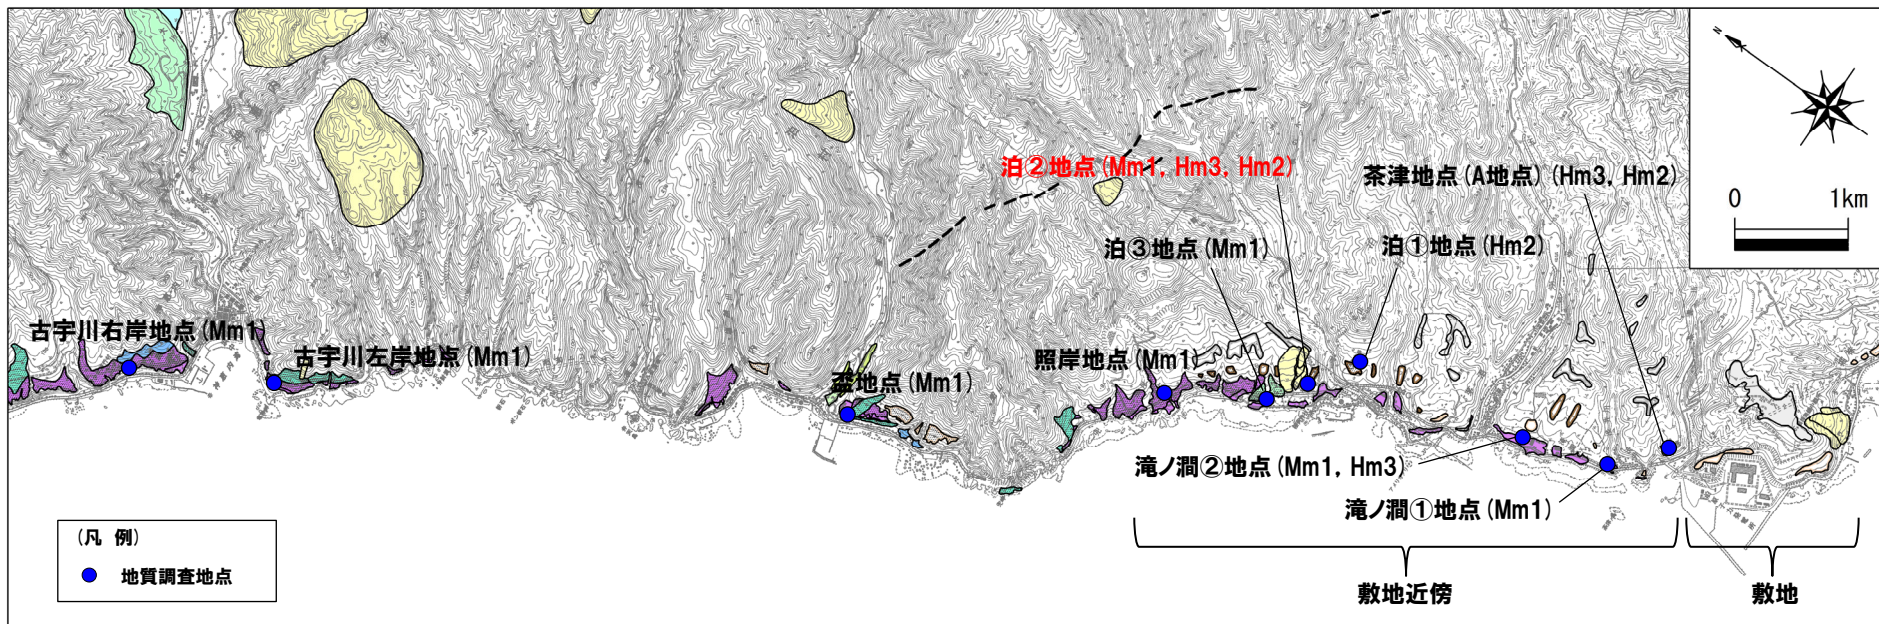 N
0 1km
泊②地点(Mm1, Hm3, Hm2)
茶津地点(A地点)(Hm3, Hm2)
泊③地点(Mm1)
泊①地点(Hm2)
古宇川右岸地点(Mm1)
古宇川左岸地点(Mm1)
盃地点(Mm1)
照岸地点(Mm1)
滝ノ澗②地点(Mm1, Hm3)
滝ノ澗①地点(Mm1)
(凡 例)
地質調査地点
敷地近傍
敷地